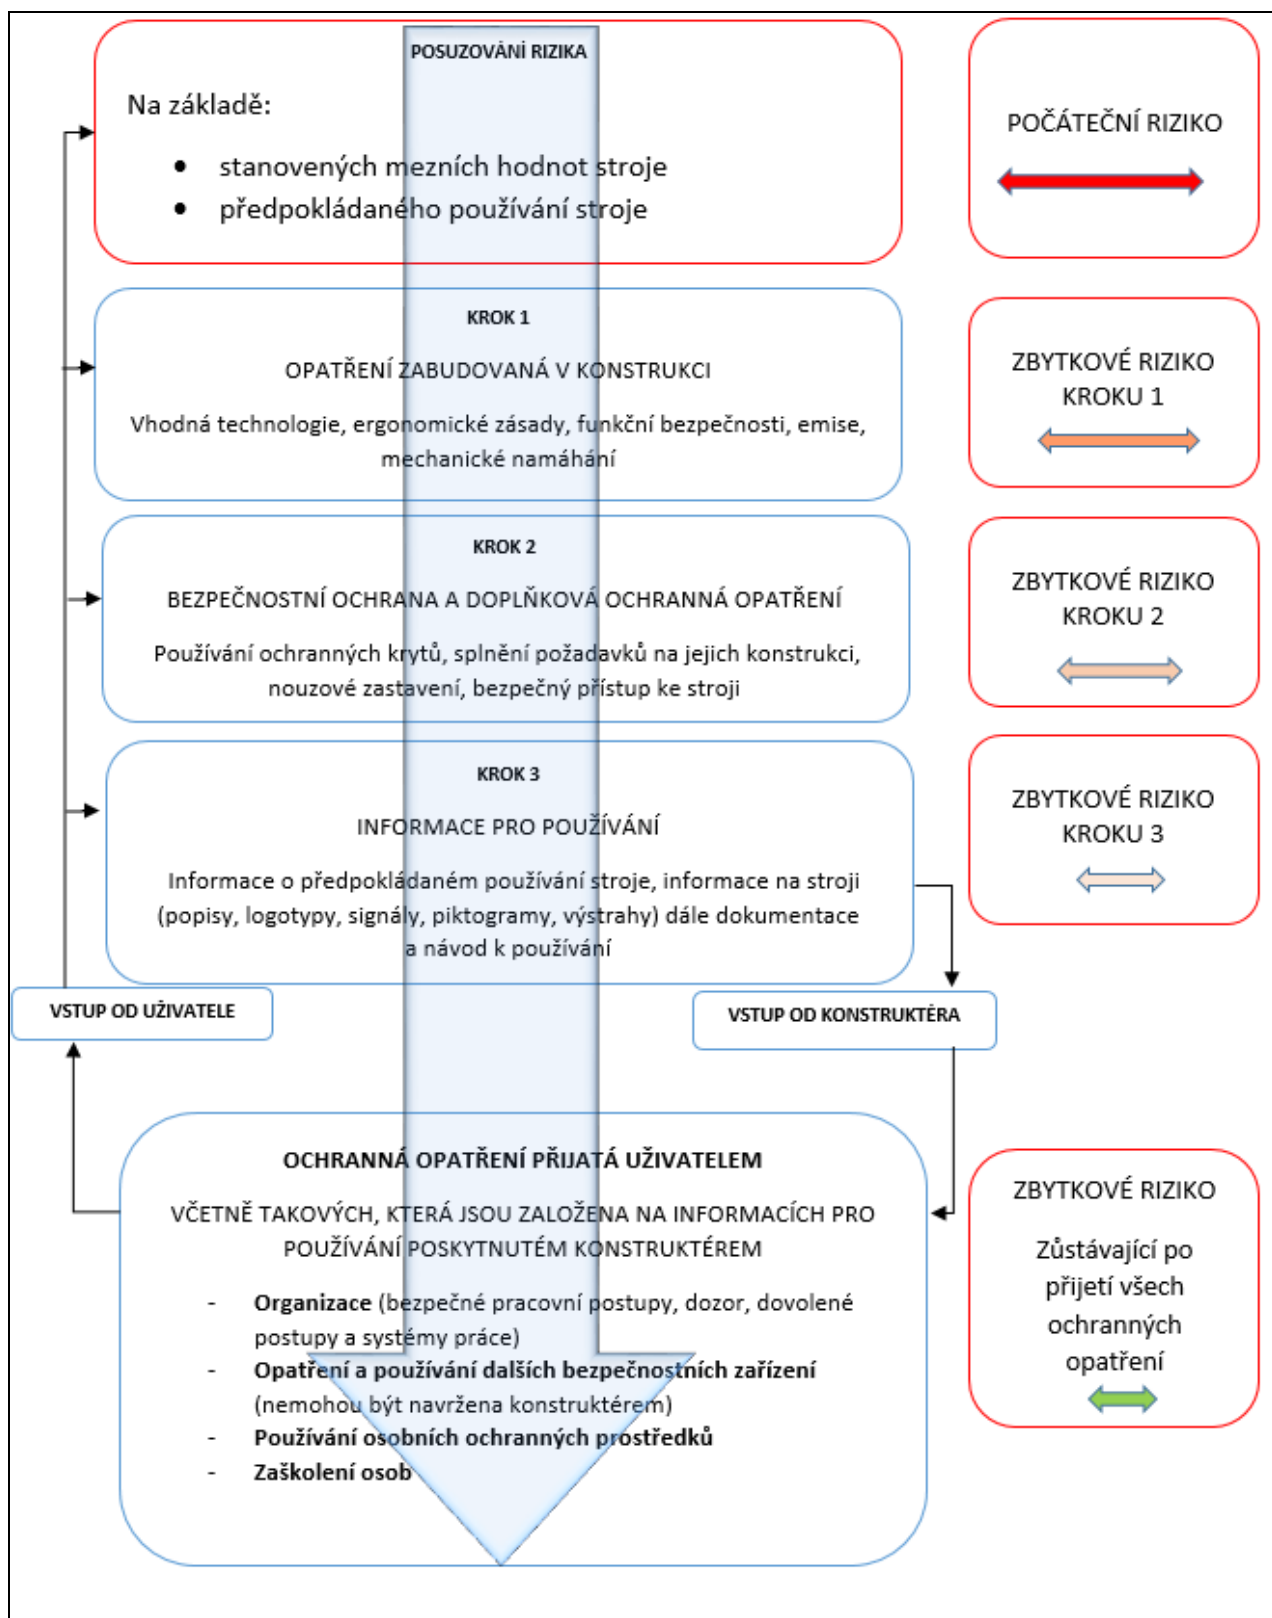 POSUZOVÁNÍ RIZIKA
Na základě:
• stanovených mezních hodnot stroje
• předpokládaného používání stroje
POČÁTEČNÍ RIZIKO
KROK 1
OPATŘENÍ ZABUDOVANÁ V KONSTRUKCI
Vhodná technologie, ergonomické zásady, funkční bezpečnosti, emise,
mechanické namáhání
ZBYTKOVÉ RIZIKO
KROKU 1
KROK 2
BEZPEČNOSTNÍ OCHRANA A DOPLŇKOVÁ OCHRANNÁ OPATŘENÍ
Používání ochranných krytů, splnění požadavků na jejich konstrukci,
nouzové zastavení, bezpečný přístup ke stroji
ZBYTKOVÉ RIZIKO
KROKU 2
KROK 3
INFORMACE PRO POUŽÍVÁNÍ
Informace o předpokládaném používání stroje, informace na stroji
(popisy, logotypy, signály, piktogramy, výstrahy) dále dokumentace
a návod k používání
ZBYTKOVÉ RIZIKO
KROKU 3
VSTUP OD UŽIVATELE
VSTUP OD KONSTRUKTÉRA
OCHRANNÁ OPATŘENÍ PŘIJATÁ UŽIVATELEM
VČETNĚ TAKOVÝCH, KTERÁ JSOU ZALOŽENA NA INFORMACÍCH PRO
POUŽÍVÁNÍ POSKYTNUTÉM KONSTRUKTÉREM
- Organizace (bezpečné pracovní postupy, dozor, dovolené
postupy a systémy práce)
- Opatření a používání dalších bezpečnostních zařízení
(nemohou být navržena konstruktérem)
- Používání osobních ochranných prostředků
- Zaškolení osob
ZBYTKOVÉ RIZIKO
Zůstávající po
přijetí všech
ochranných
opatření